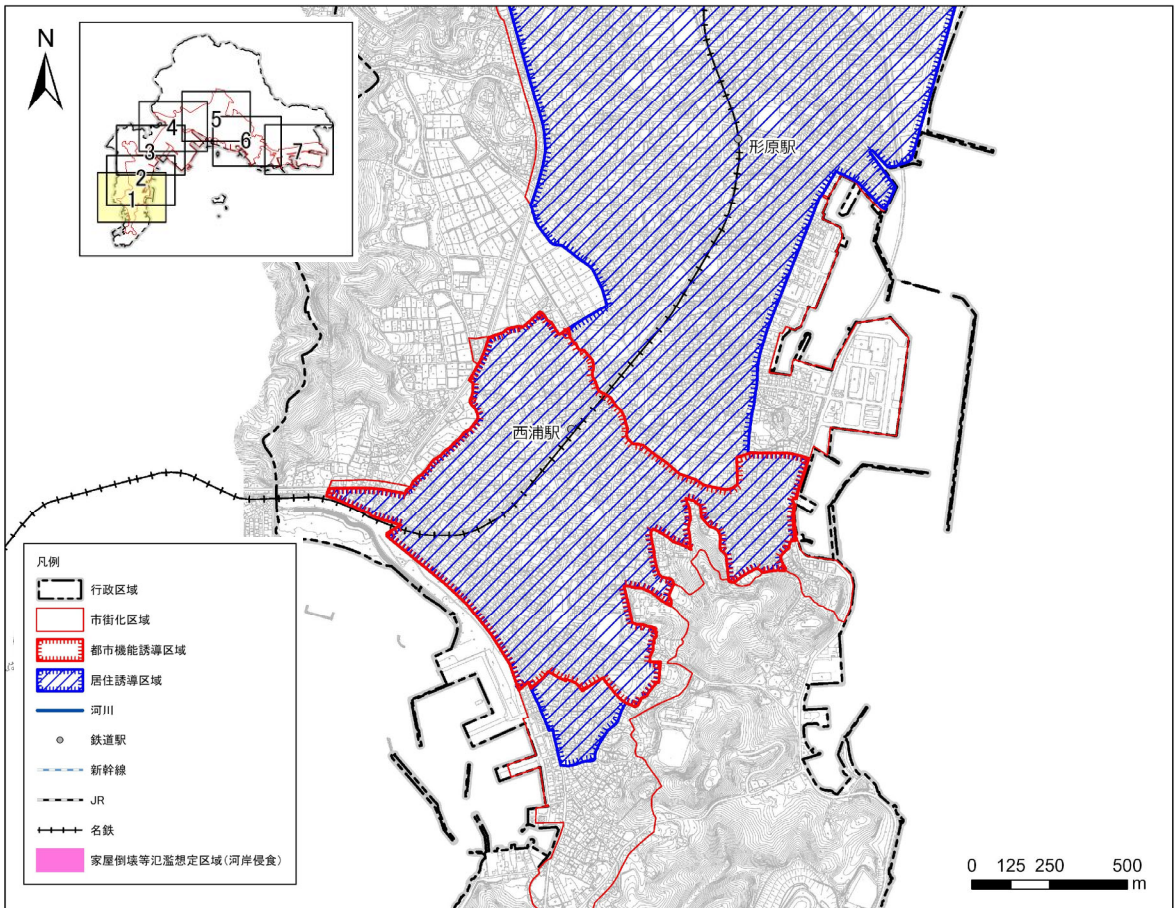 N
5
4
6
3
7
2
1
形原駅
西浦駅
凡例
行政区域
市街化区域
都市機能誘導区域
居住誘導区域
河川
鉄道駅
新幹線
JR
名鉄
家屋倒壊等氾濫想定区域（河岸侵食）
0 125 250 500
m